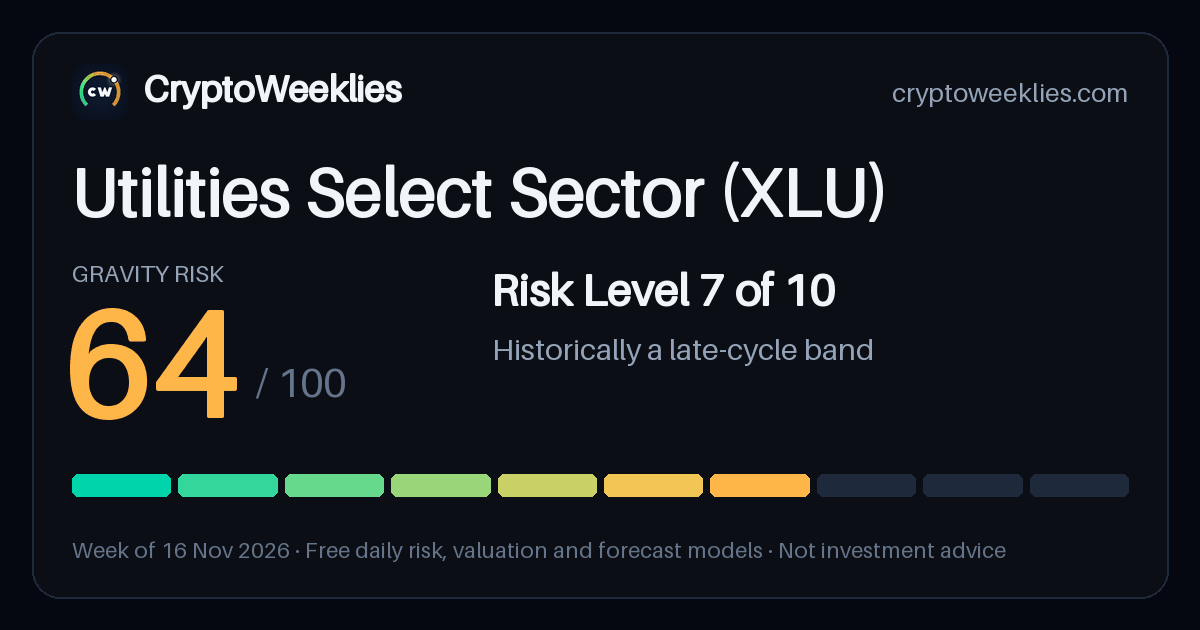 CW
CryptoWeeklies
cryptoweeklies.com
Utilities Select Sector (XLU)
GRAVITY RISK
64 / 100
Risk Level 7 of 10
Historically a late-cycle band
Week of 16 Nov 2026 · Free daily risk, valuation and forecast models · Not investment advice